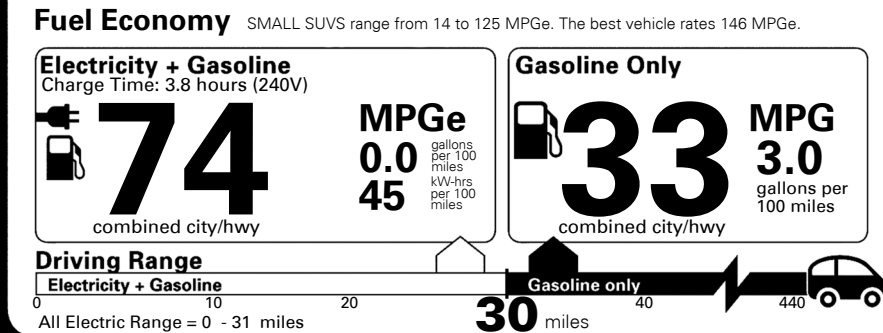 Fuel Economy SMALL SUVS range from 14 to 125 MPGe. The best vehicle rates 146 MPGe.
Electricity + Gasoline
Charge Time: 3.8 hours (240V)
74
combined city/hwy
MPGe
0.0 gallons per 100 miles
45 kW-hrs per 100 miles
Gasoline Only
33
combined city/hwy
MPG
3.0
gallons per
100 miles
Driving Range
Electricity + Gasoline Gasoline only
0 10 20 30 miles 40 440
All Electric Range = 0 - 31 miles